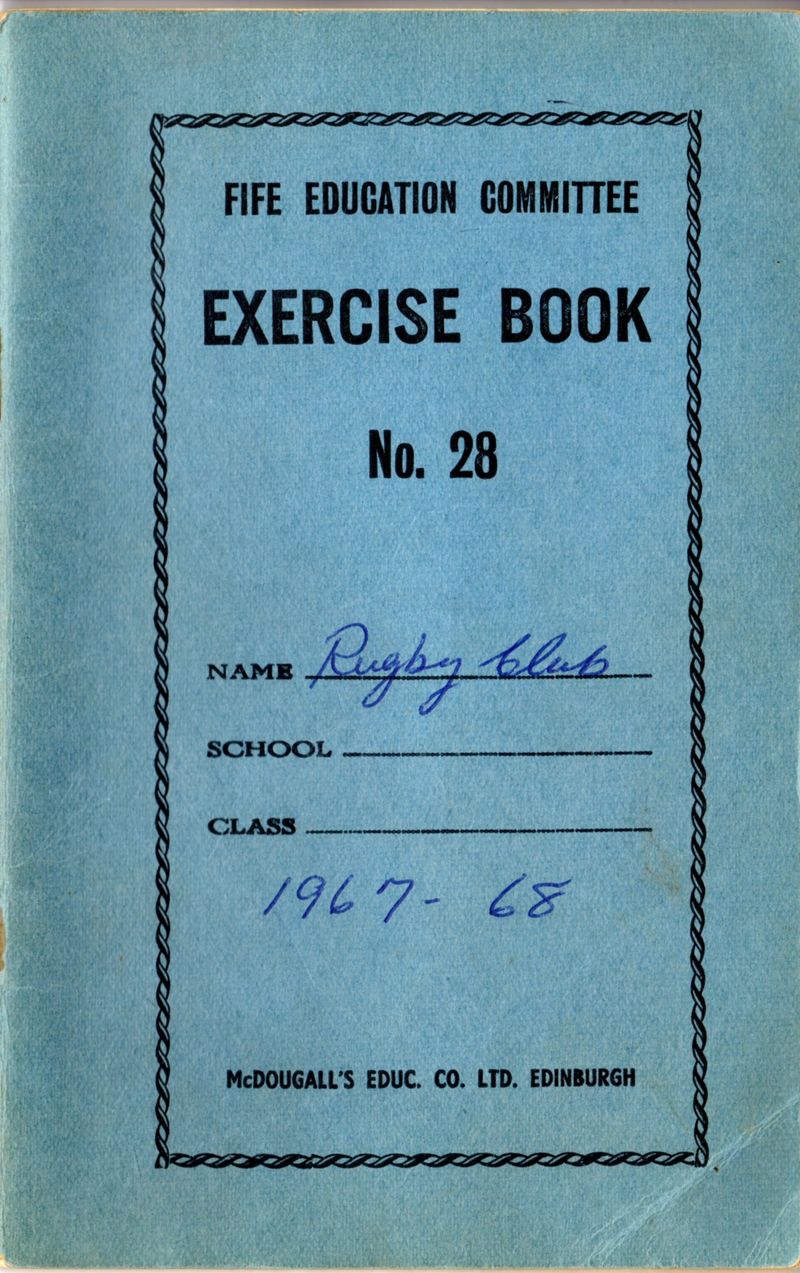 FIFE EDUCATION COMMITTEE
EXERCISE BOOK
No. 28
NAME Rugby Club
SCHOOL
CLASS
1967 - 68
McDOUGALL'S EDUC. CO. LTD. EDINBURGH